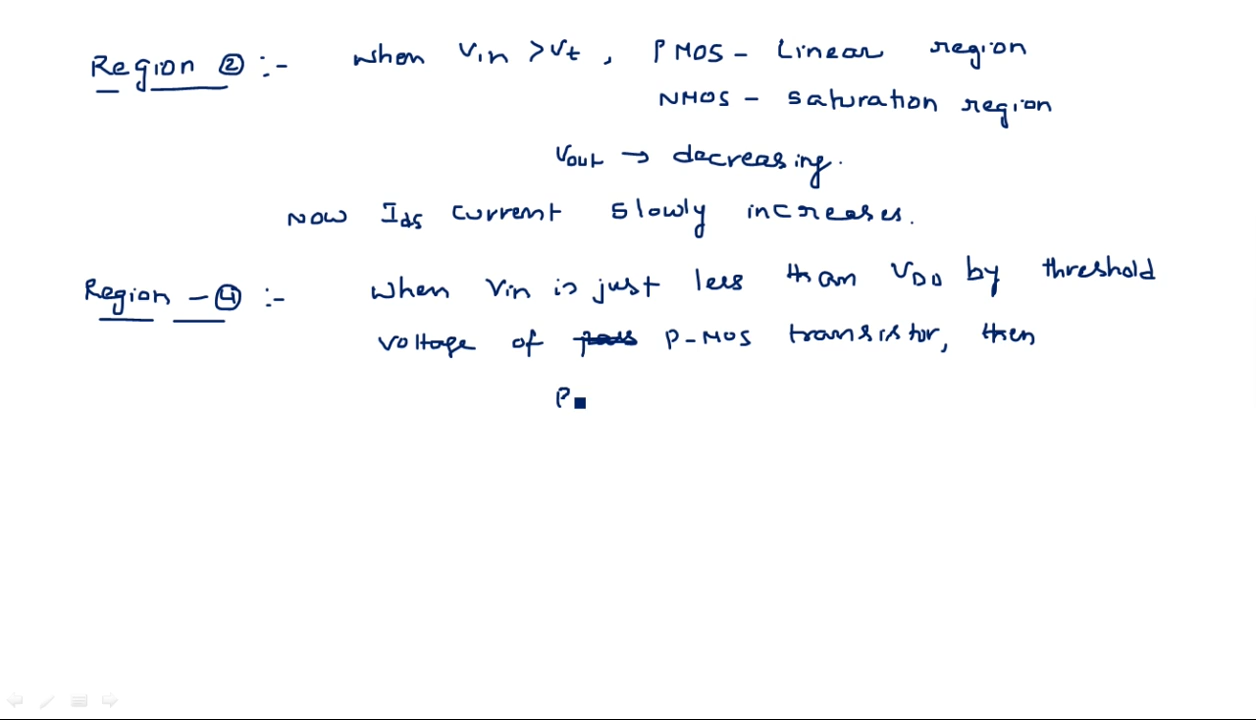 Region ② :- when Vin > Vt , PMOS - Linear region
NMOS - saturation region
Vout → decreasing.
NOW Ids current slowly increases.
Region - ④ :- when Vin is just less than VDD by threshold
voltage of P-MOS transistor, then
P